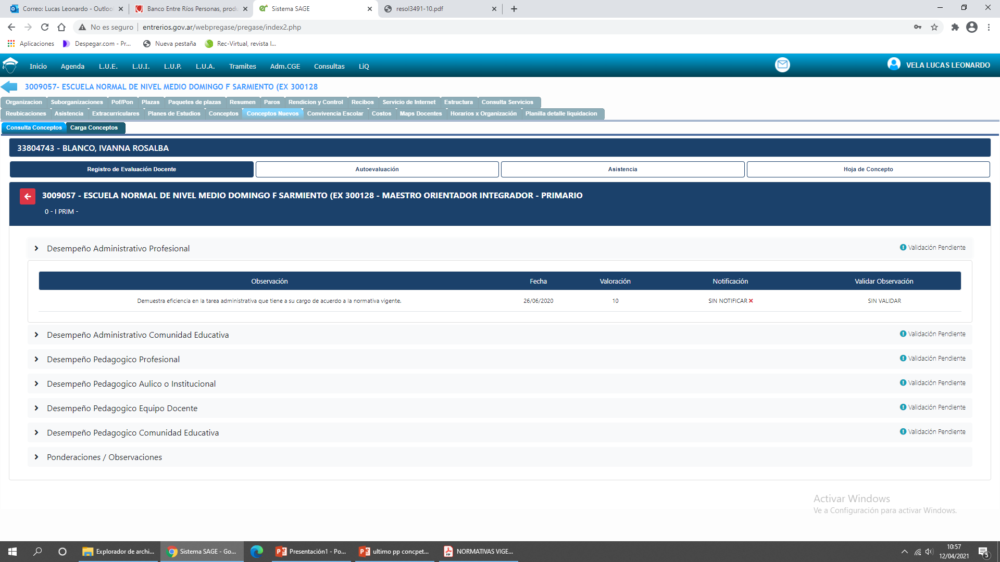 Correo: Lucas Leonardo - Outloo
Banco Entre Ríos Personas, produ
Sistema SAGE
resol3491-10.pdf
No es seguro | entrerios.gov.ar/webpregase/pregase/index2.php
Aplicaciones Despegar.com - Pr... Nueva pestaña Rec-Virtual, revista l...
Inicio Agenda L.U.E. L.U.I. L.U.P. L.U.A. Tramites Adm.CGE Consultas LiQ VELA LUCAS LEONARDO
3009057- ESCUELA NORMAL DE NIVEL MEDIO DOMINGO F SARMIENTO (EX 300128
Organizacion Suborganizaciones Pof/Pon Plazas Paquetes de plazas Resumen Paros Rendicion y Control Recibos Servicio de Internet Estructura Consulta Servicios
Reubicaciones Asistencia Extracurriculares Planes de Estudios Conceptos Conceptos Nuevos Convivencia Escolar Costos Maps Docentes Horarios x Organización Planilla detalle liquidacion
Consulta Conceptos Carga Conceptos
33804743 - BLANCO, IVANNA ROSALBA
Registro de Evaluación Docente Autoevaluación Asistencia Hoja de Concepto
3009057 - ESCUELA NORMAL DE NIVEL MEDIO DOMINGO F SARMIENTO (EX 300128 - MAESTRO ORIENTADOR INTEGRADOR - PRIMARIO
0 - I PRIM -
Desempeño Administrativo Profesional Validación Pendiente
Observación Fecha Valoración Notificación Validar Observación
Demuestra eficiencia en la tarea administrativa que tiene a su cargo de acuerdo a la normativa vigente. 26/06/2020 10 SIN NOTIFICAR SIN VALIDAR
Desempeño Administrativo Comunidad Educativa Validación Pendiente
Desempeño Pedagogico Profesional Validación Pendiente
Desempeño Pedagogico Aulico o Institucional Validación Pendiente
Desempeño Pedagogico Equipo Docente Validación Pendiente
Desempeño Pedagogico Comunidad Educativa Validación Pendiente
Ponderaciones / Observaciones
Activar Windows
Ve a Configuración para activar Windows.
Explorador de archi... Sistema SAGE - Go... Presentación1 - Po... ultimo pp concpet... NORMATIVAS VIGE...
10:57
12/04/2021
5